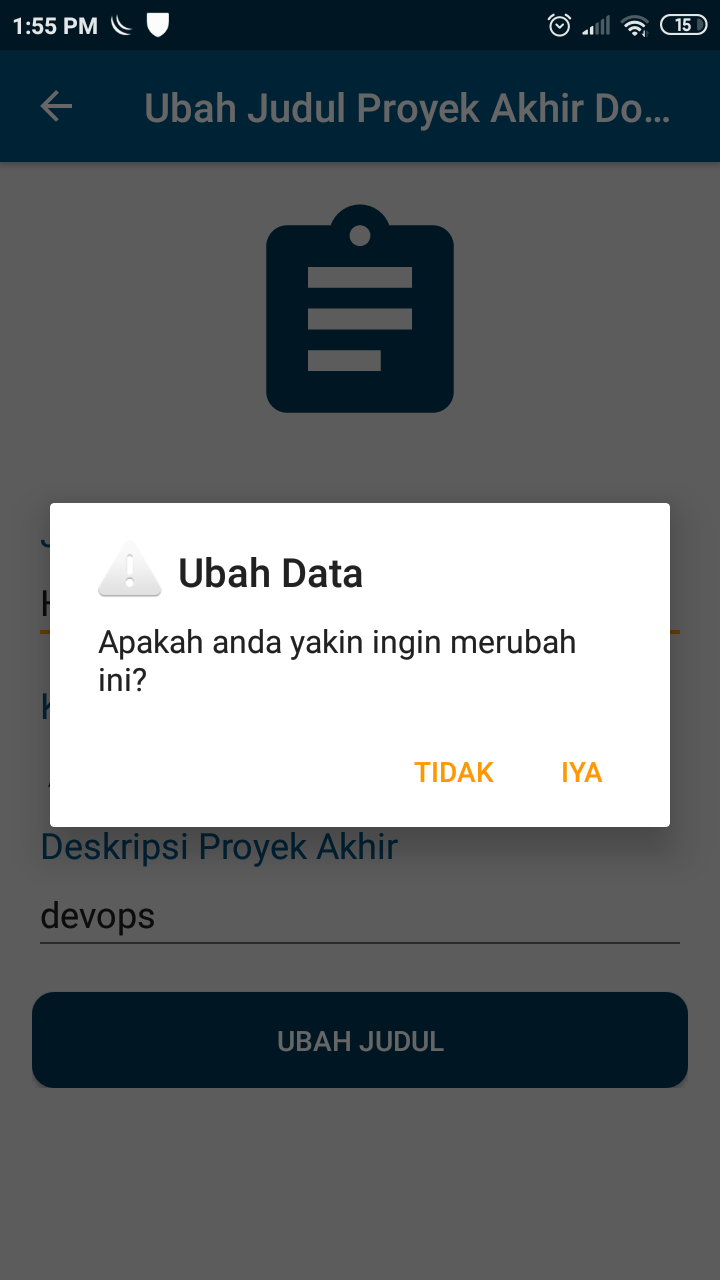 1:55 PM
15
Ubah Judul Proyek Akhir Do...
Ubah Data
Apakah anda yakin ingin merubah
ini?
TIDAK
IYA
Deskripsi Proyek Akhir
devops
UBAH JUDUL